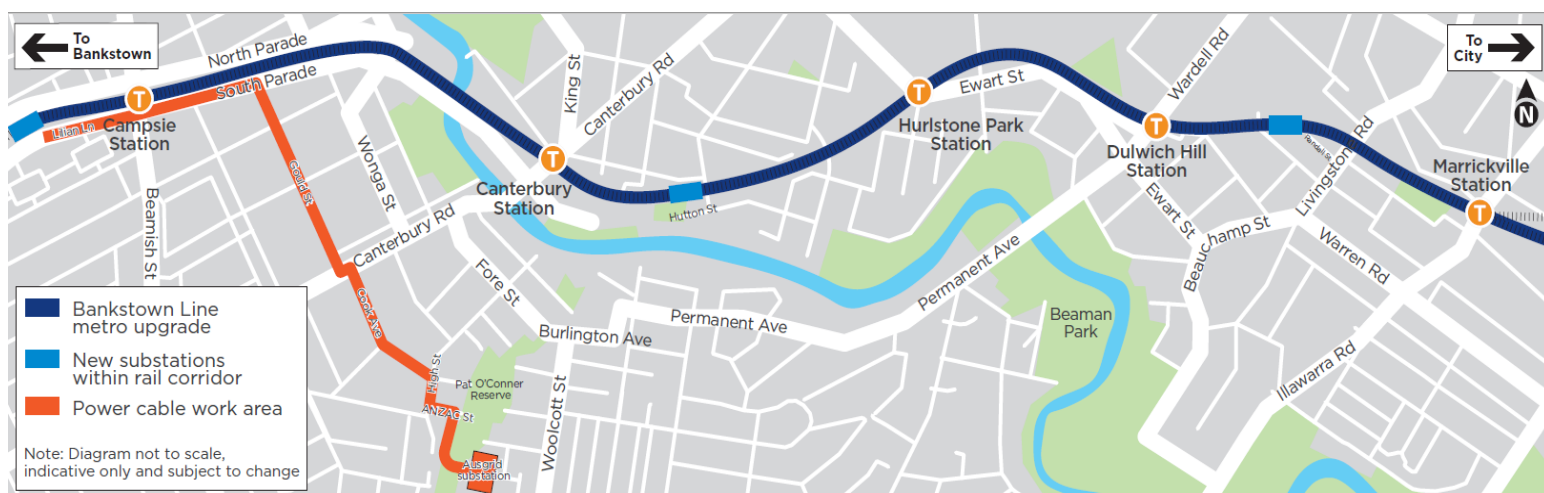 To
Bankstown
North Parade
South Parade
Lilian Ln
T
Campsie
Station
Beamish St
Gould St
Wonga St
Canterbury Rd
Cook Ave
High St
ANZAC St
Ausgrid
substation
Pat O'Conner
Reserve
Fore St
Burlington Ave
Woolcott St
King St
Canterbury Rd
T
Canterbury
Station
Hutton St
Permanent Ave
T
Hurlstone Park
Station
Ewart St
Wardell Rd
T
Dulwich Hill
Station
Permanent Ave
Beaman
Park
Ewart St
Beauchamp St
Randall St
Livingstone Rd
Warren Rd
Illawarra Rd
T
Marrickville
Station
To
City
N
Bankstown Line
metro upgrade
New substations
within rail corridor
Power cable work area
Note: Diagram not to scale,
indicative only and subject to change